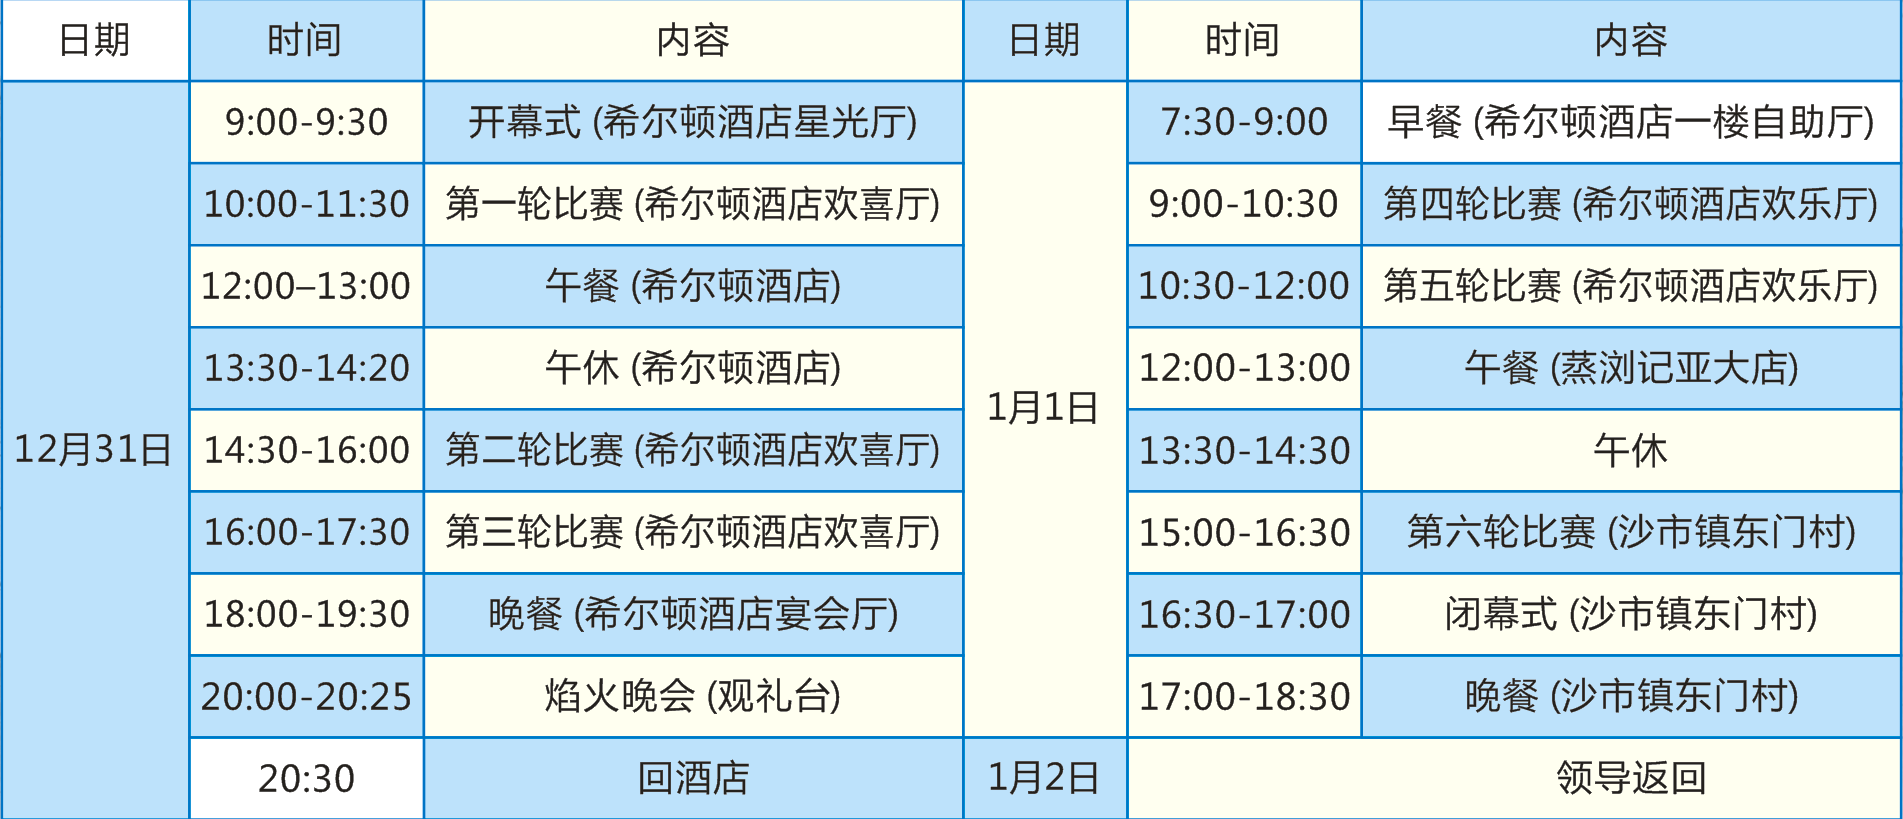 日期 时间 内容 日期 时间 内容
9:00-9:30 开幕式 (希尔顿酒店星光厅) 7:30-9:00 早餐 (希尔顿酒店一楼自助厅)
10:00-11:30 第一轮比赛 (希尔顿酒店欢喜厅) 9:00-10:30 第四轮比赛 (希尔顿酒店欢乐厅)
12:00–13:00 午餐 (希尔顿酒店) 10:30-12:00 第五轮比赛 (希尔顿酒店欢乐厅)
13:30-14:20 午休 (希尔顿酒店) 12:00-13:00 午餐 (蒸浏记亚大店)
1月1日
12月31日 14:30-16:00 第二轮比赛 (希尔顿酒店欢喜厅) 13:30-14:30 午休
16:00-17:30 第三轮比赛 (希尔顿酒店欢喜厅) 15:00-16:30 第六轮比赛 (沙市镇东门村)
18:00-19:30 晚餐 (希尔顿酒店宴会厅) 16:30-17:00 闭幕式 (沙市镇东门村)
20:00-20:25 焰火晚会 (观礼台) 17:00-18:30 晚餐 (沙市镇东门村)
20:30 回酒店 1月2日 领导返回